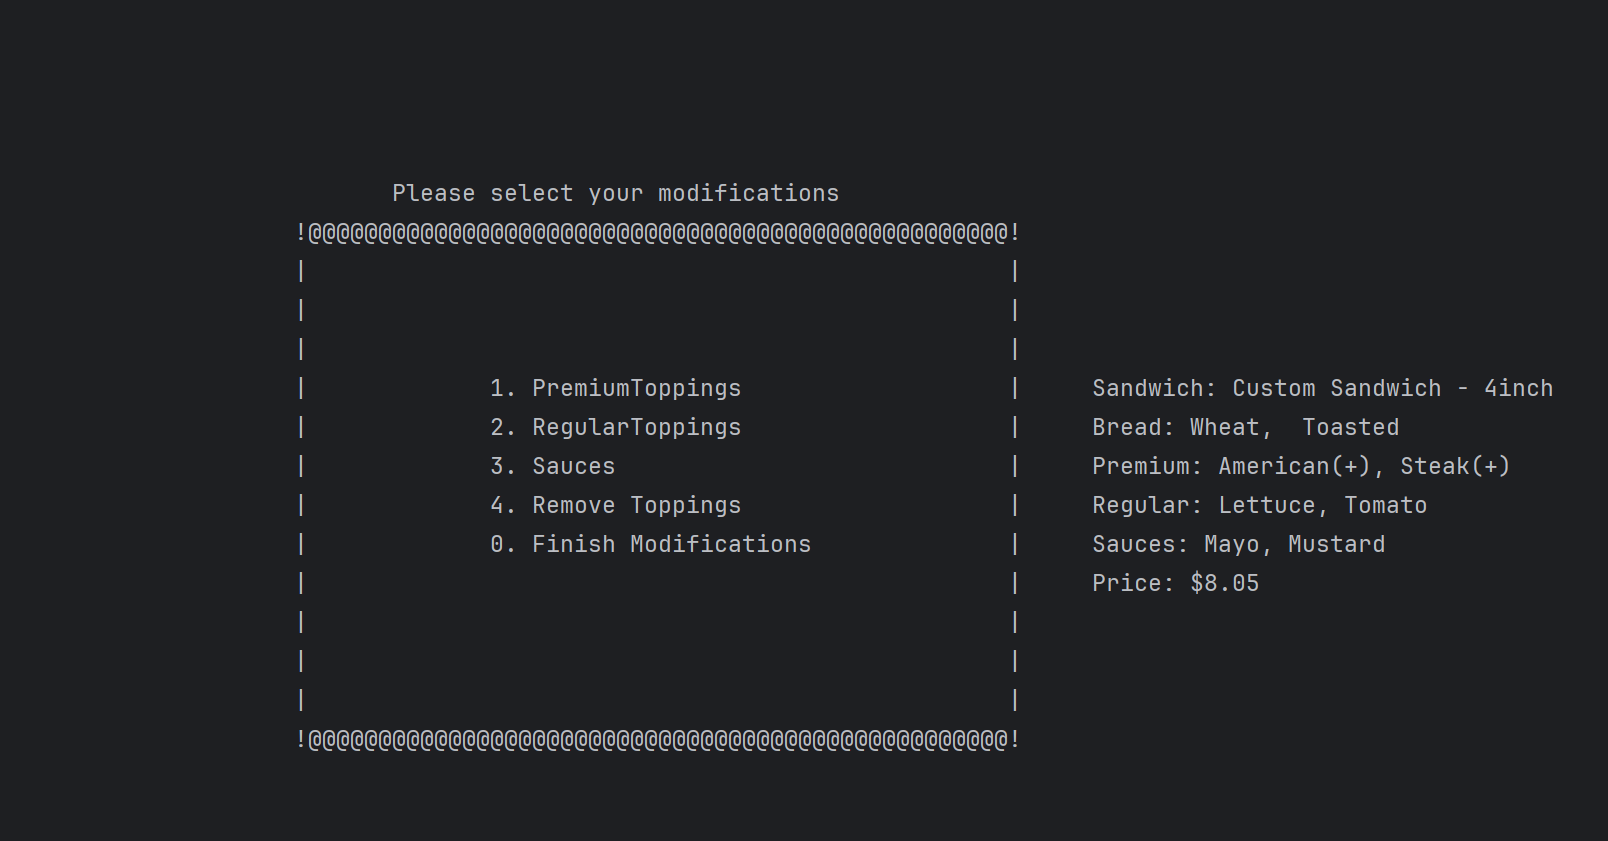 Please select your modifications
!@@@@@@@@@@@@@@@@@@@@@@@@@@@@@@@@@@@@@@@@@@@@@@@@@@!
|                                                  |
|                                                  |
|                                                  |
|             1. PremiumToppings                   |     Sandwich: Custom Sandwich - 4inch
|             2. RegularToppings                   |     Bread: Wheat,  Toasted
|             3. Sauces                            |     Premium: American(+), Steak(+)
|             4. Remove Toppings                   |     Regular: Lettuce, Tomato
|             0. Finish Modifications              |     Sauces: Mayo, Mustard
|                                                  |     Price: $8.05
|                                                  |
|                                                  |
|                                                  |
!@@@@@@@@@@@@@@@@@@@@@@@@@@@@@@@@@@@@@@@@@@@@@@@@@@!